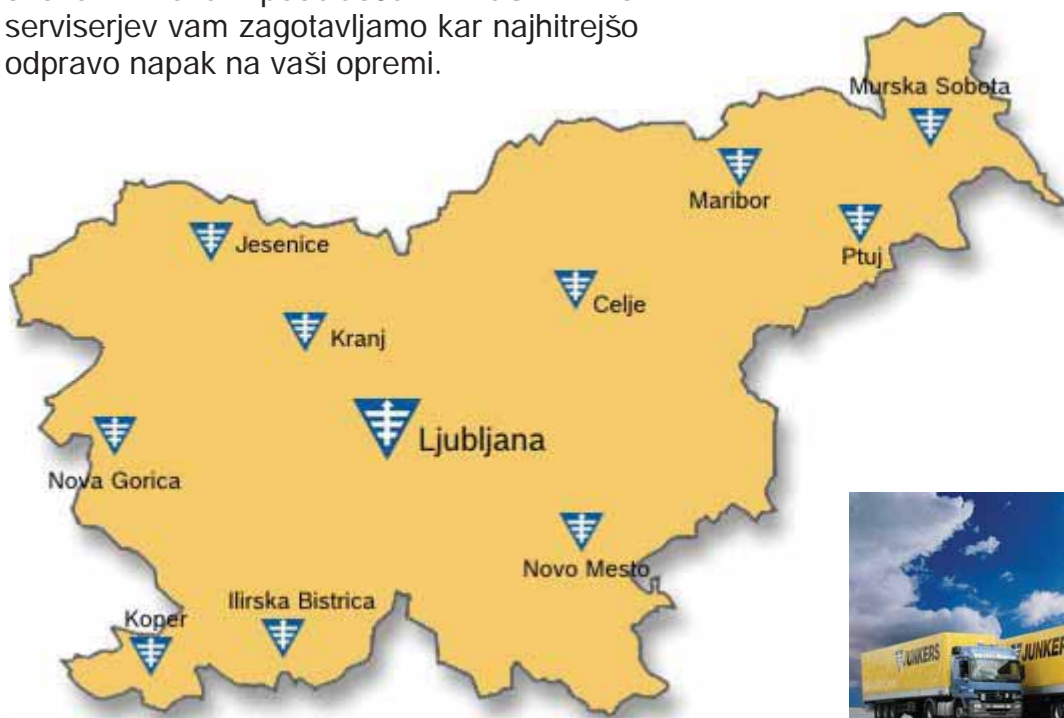 serviserjev vam zagotavljamo kar najhitrejšo
odpravo napak na vaši opremi.
Murska Sobota
Maribor
Ptuj
Jesenice
Celje
Kranj
Ljubljana
Nova Gorica
Novo Mesto
Ilirska Bistrica
Koper
JUNKERS